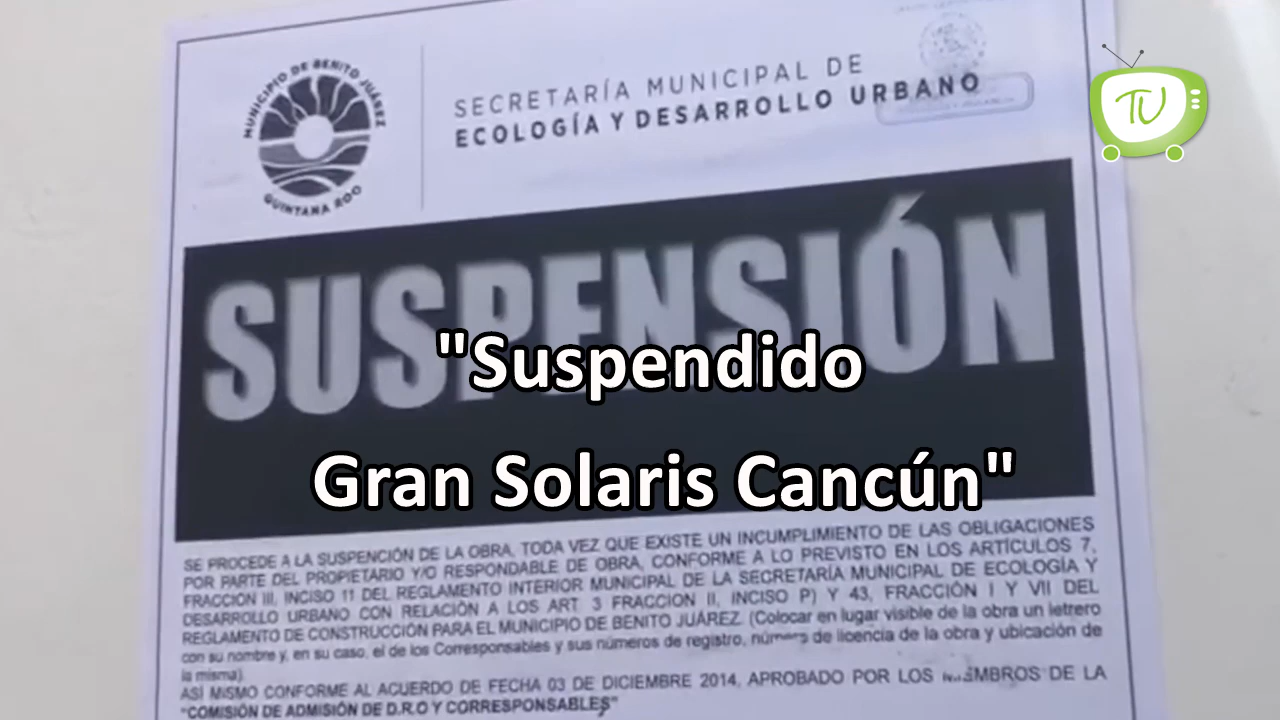 MUNICIPIO DE BENITO JUÁREZ
QUINTANA ROO
SECRETARÍA MUNICIPAL DE
ECOLOGÍA Y DESARROLLO URBANO
TV
SUSPENSIÓN
"Suspendido
Gran Solaris Cancún"
SE PROCEDE A LA SUSPENCIÓN DE LA OBRA, TODA VEZ QUE EXISTE UN INCUMPLIMIENTO DE LAS OBLIGACIONES
POR PARTE DEL PROPIETARIO Y/O RESPONDABLE DE OBRA, CONFORME A LO PREVISTO EN LOS ARTÍCULOS 7,
FRACCIÓN III, INCISO 11 DEL REGLAMENTO INTERIOR MUNICIPAL DE LA SECRETARÍA MUNICIPAL DE ECOLOGÍA Y
DESARROLLO URBANO CON RELACIÓN A LOS ART. 3 FRACCION II, INCISO P) Y 43, FRACCIÓN I Y VII DEL
REGLAMENTO DE CONSTRUCCIÓN PARA EL MUNICIPIO DE BENITO JUÁREZ. (Colocar en lugar visible de la obra un letrero
con su nombre y, en su caso, el de los Corresponsables y sus números de registro, número de licencia de la obra y ubicación de
la misma).
ASÍ MISMO CONFORME AL ACUERDO DE FECHA 03 DE DICIEMBRE 2014, APROBADO POR LOS MIEMBROS DE LA
"COMISIÓN DE ADMISIÓN DE D.R.O Y CORRESPONSABLES"